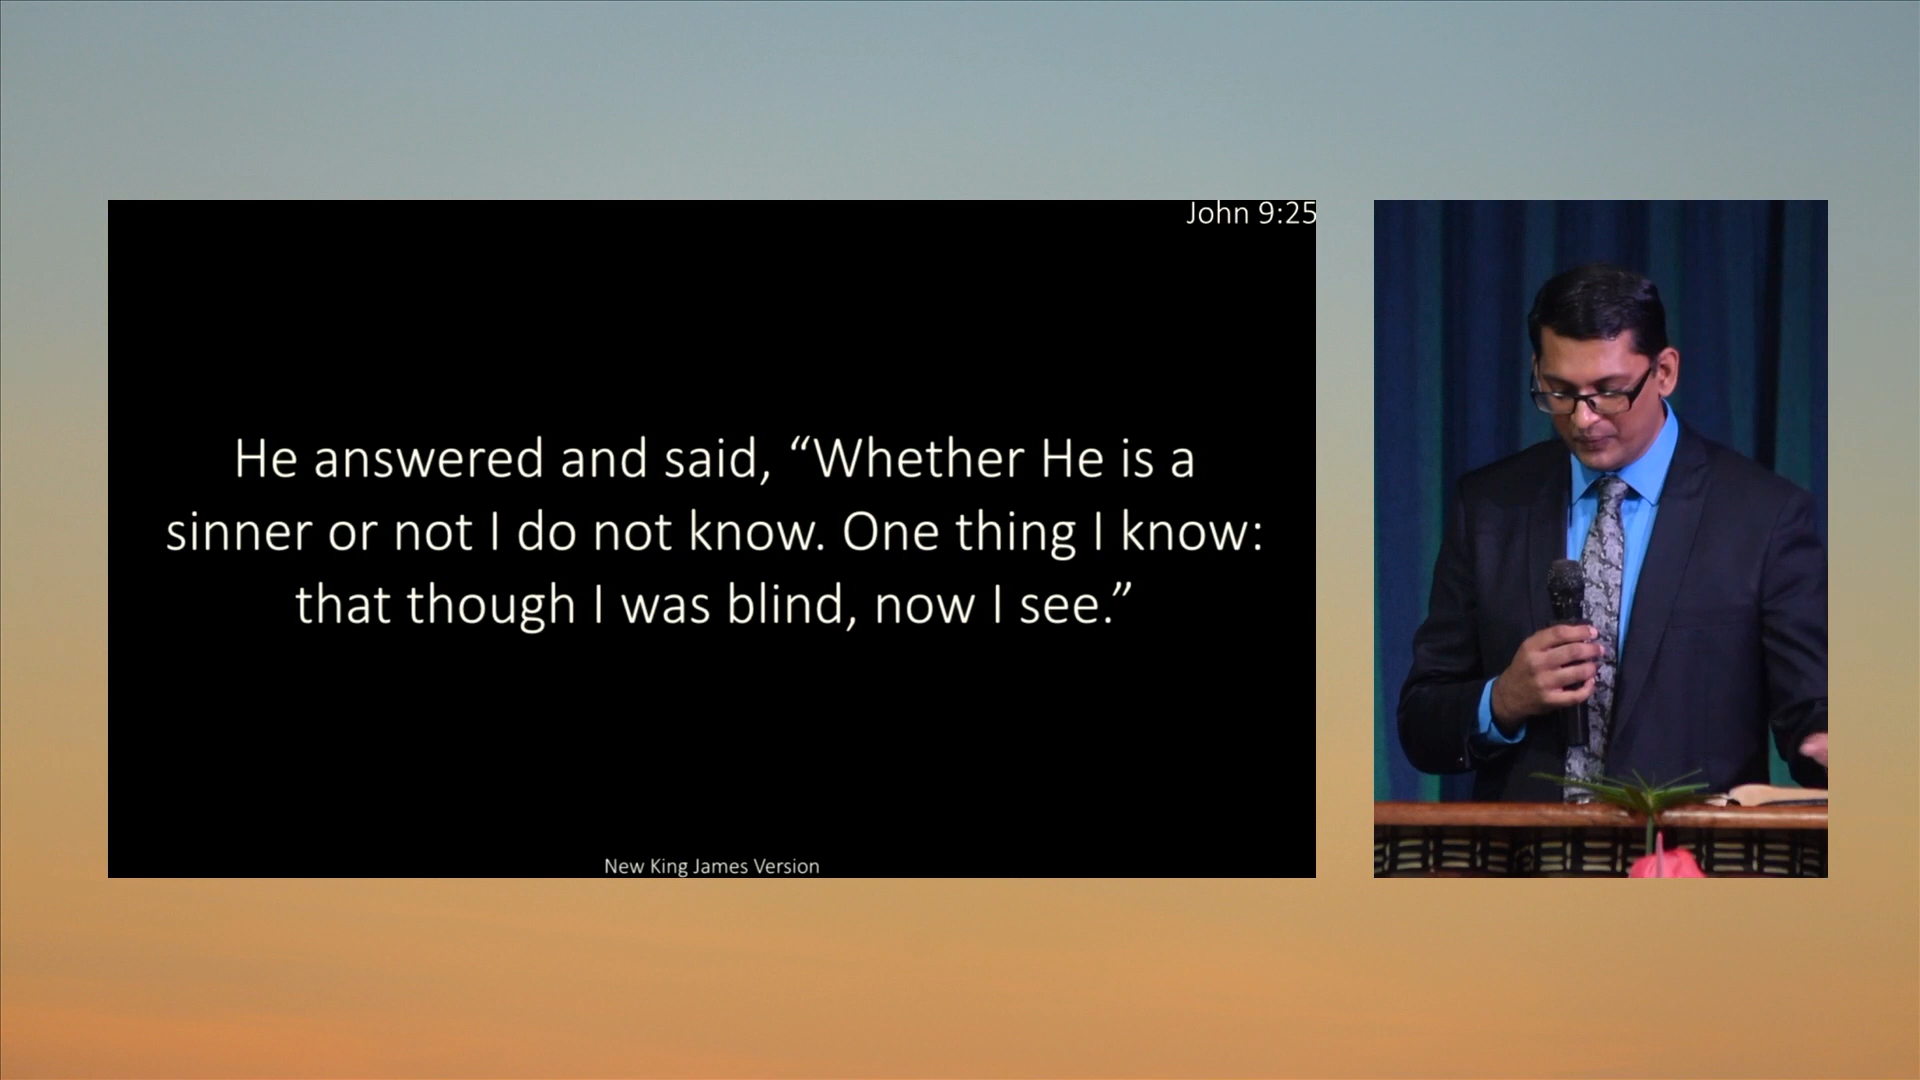 John 9:25
He answered and said, “Whether He is a
sinner or not I do not know. One thing I know:
that though I was blind, now I see.”
New King James Version